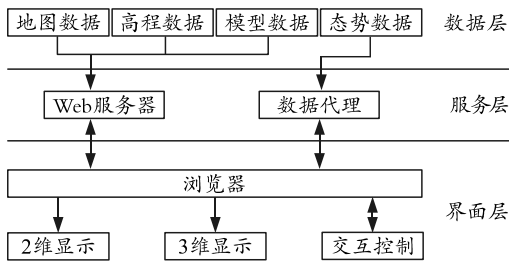 地图数据 高程数据 模型数据 态势数据 数据层
Web服务器 数据代理 服务层
浏览器
界面层
2维显示 3维显示 交互控制